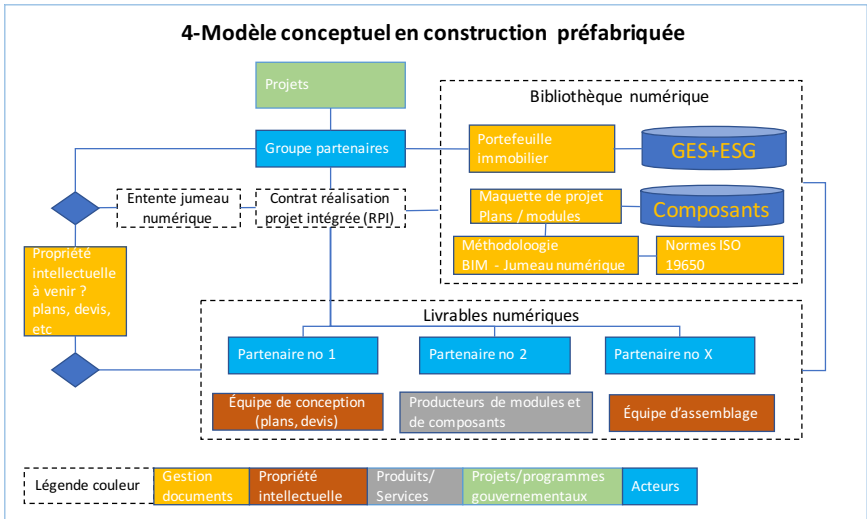 4-Modèle conceptuel en construction préfabriquée
Projets
Bibliothèque numérique
Groupe partenaires
Portefeuille
immobilier
GES+ESG
Entente jumeau
numérique
Contrat réalisation
projet intégrée (RPI)
Maquette de projet
Plans / modules
Composants
Propriété
intellectuelle
à venir ?
plans, devis,
etc
Méthodoloogie
BIM - Jumeau numérique
Normes ISO
19650
Livrables numériques
Partenaire no 1
Partenaire no 2
Partenaire no X
Équipe de conception
(plans, devis)
Producteurs de modules et
de composants
Équipe d'assemblage
Légende couleur
Gestion
documents
Propriété
intellectuelle
Produits/
Services
Projets/programmes
gouvernementaux
Acteurs